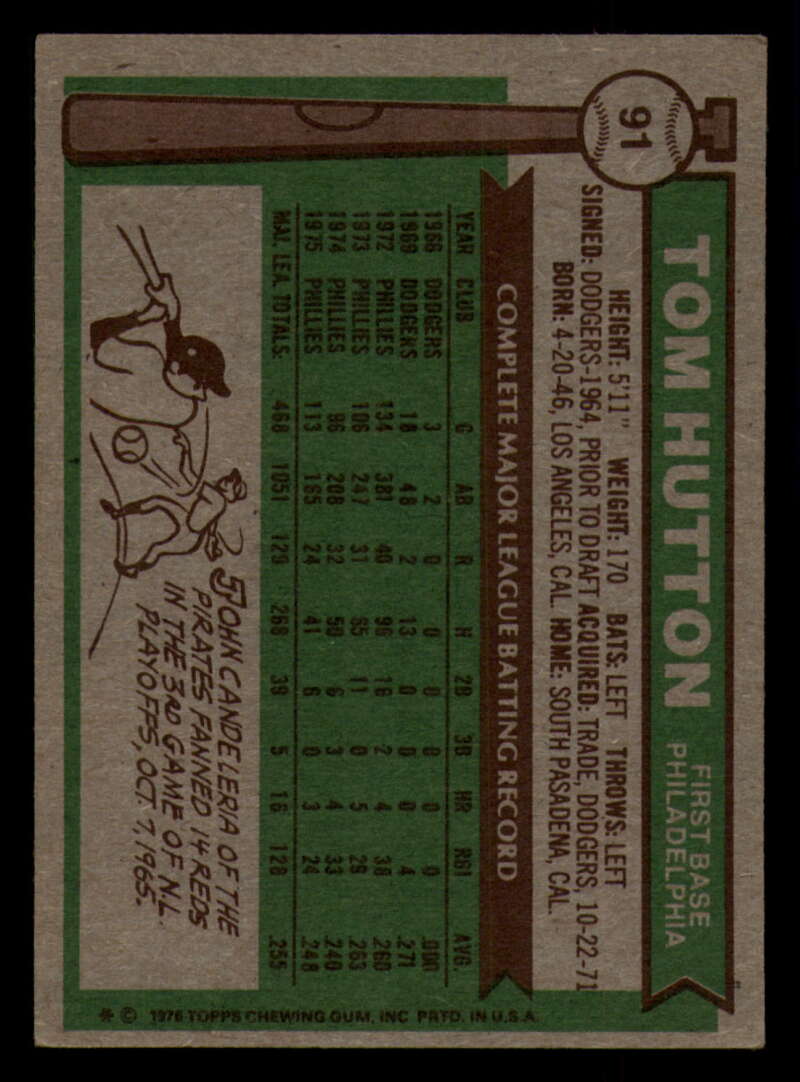 91
TOM HUTTON
FIRST BASE
PHILADELPHIA
HEIGHT: 5'11" WEIGHT: 170 BATS: LEFT THROWS: LEFT
SIGNED: DODGERS-1964, PRIOR TO DRAFT ACQUIRED: TRADE, DODGERS, 10-22-71
BORN: 4-20-46, LOS ANGELES, CAL. HOME: SOUTH PASADENA, CAL.
COMPLETE MAJOR LEAGUE BATTING RECORD
YEAR CLUB G AB R H 2B 3B HR RBI AVG.
1966 DODGERS 3 2 0 0 0 0 0 0 .000
1969 DODGERS 16 48 2 13 0 0 0 4 .271
1972 PHILLIES 134 381 40 96 16 2 4 38 .260
1973 PHILLIES 106 247 31 65 11 0 5 29 .263
1974 PHILLIES 96 208 32 50 6 3 4 33 .240
1975 PHILLIES 113 165 24 41 6 0 3 24 .248
MAJ. LEA. TOTALS: 468 1051 129 268 39 5 16 128 .255
JOHN CANDELERIA OF THE
PIRATES FANNED 14 REDS
IN THE 3RD GAME OF N.L.
PLAYOFFS, OCT. 7, 1965.
* © 1976 TOPPS CHEWING GUM, INC. PRTD. IN U.S.A.